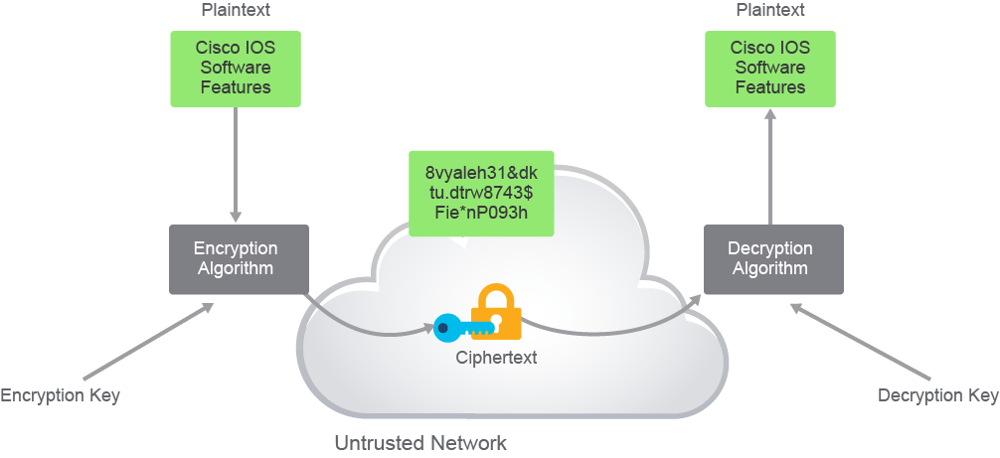 Plaintext
Cisco IOS
Software
Features
Plaintext
Cisco IOS
Software
Features
8vyaleh31&dk
tu.dtrw8743$
Fie*nP093h
Encryption
Algorithm
Decryption
Algorithm
Ciphertext
Encryption Key
Decryption Key
Untrusted Network